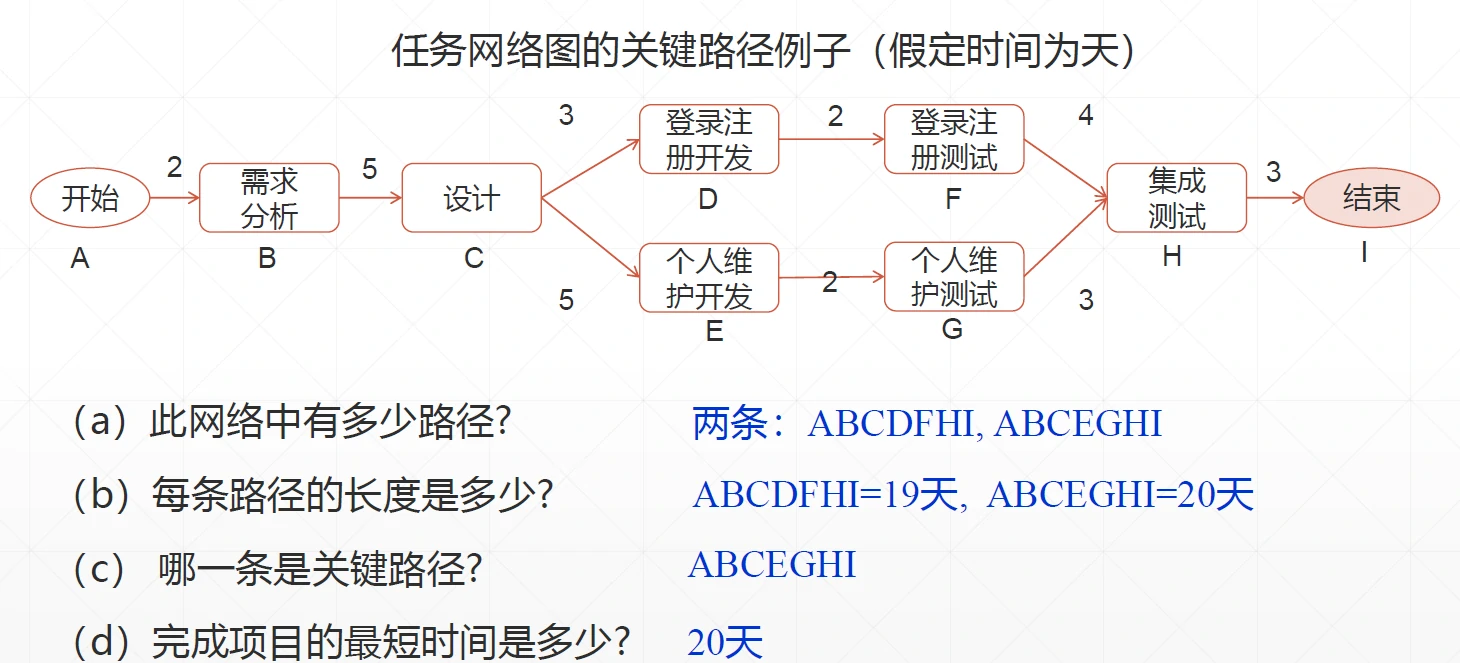 任务网络图的关键路径例子（假定时间为天）
3
登录注
册开发
2
登录注
册测试
4
2
5
3
开始
需求
分析
设计
D
F
集成
测试
结束
A
B
C
H
I
5
个人维
护开发
2
个人维
护测试
3
E
G
（a）此网络中有多少路径？ 两条：ABCDFHI, ABCEGHI
（b）每条路径的长度是多少？ ABCDFHI=19天, ABCEGHI=20天
（c） 哪一条是关键路径？ ABCEGHI
（d）完成项目的最短时间是多少？ 20天